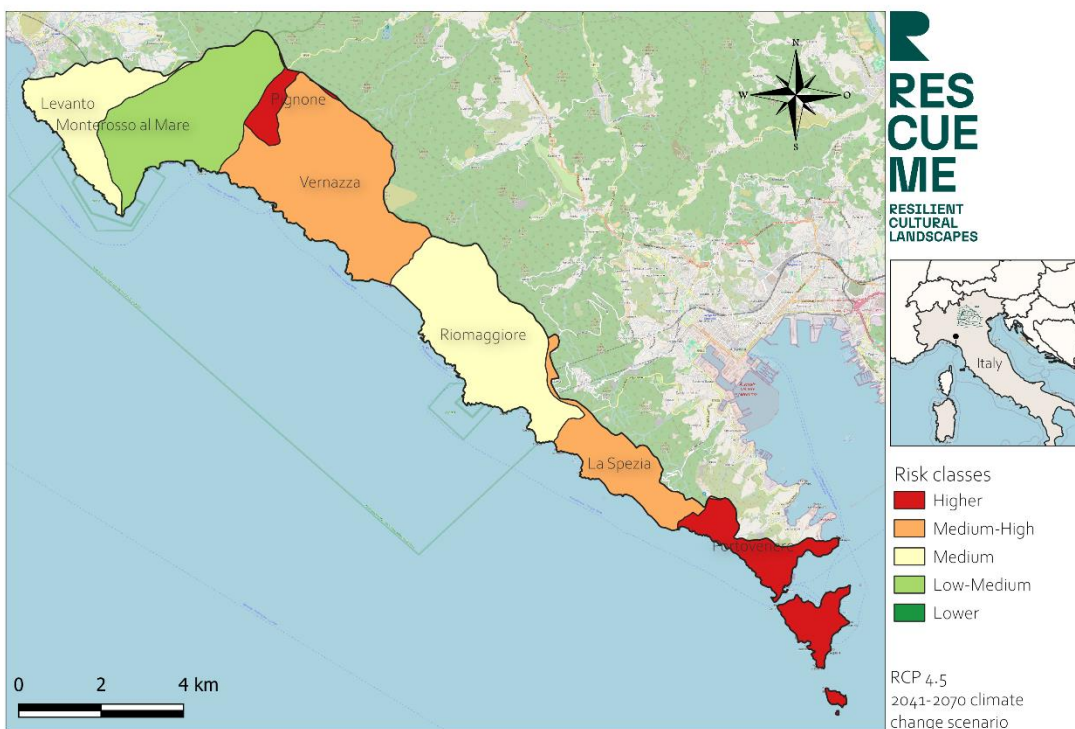 Levanto
Monterosso al Mare
Pignone
Vernazza
Riomaggiore
La Spezia
Portovenere
N
W
O
S
0 2 4 km
RES
CUE
ME
RESILIENT
CULTURAL
LANDSCAPES
Italy
Risk classes
Higher
Medium-High
Medium
Low-Medium
Lower
RCP 4.5
2041-2070 climate
change scenario